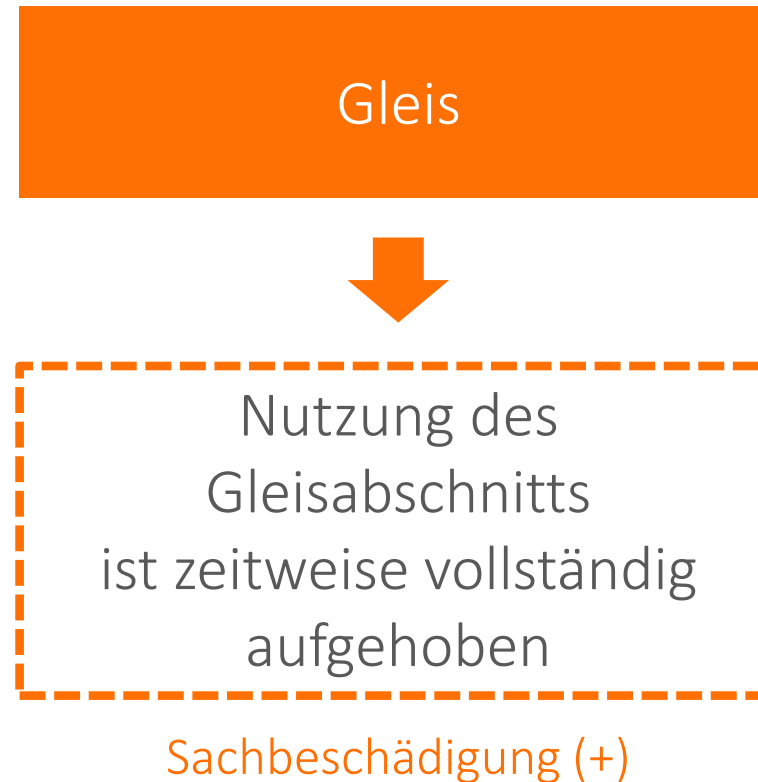 Gleis
Nutzung des
Gleisabschnitts
ist zeitweise vollständig
aufgehoben
Sachbeschädigung (+)